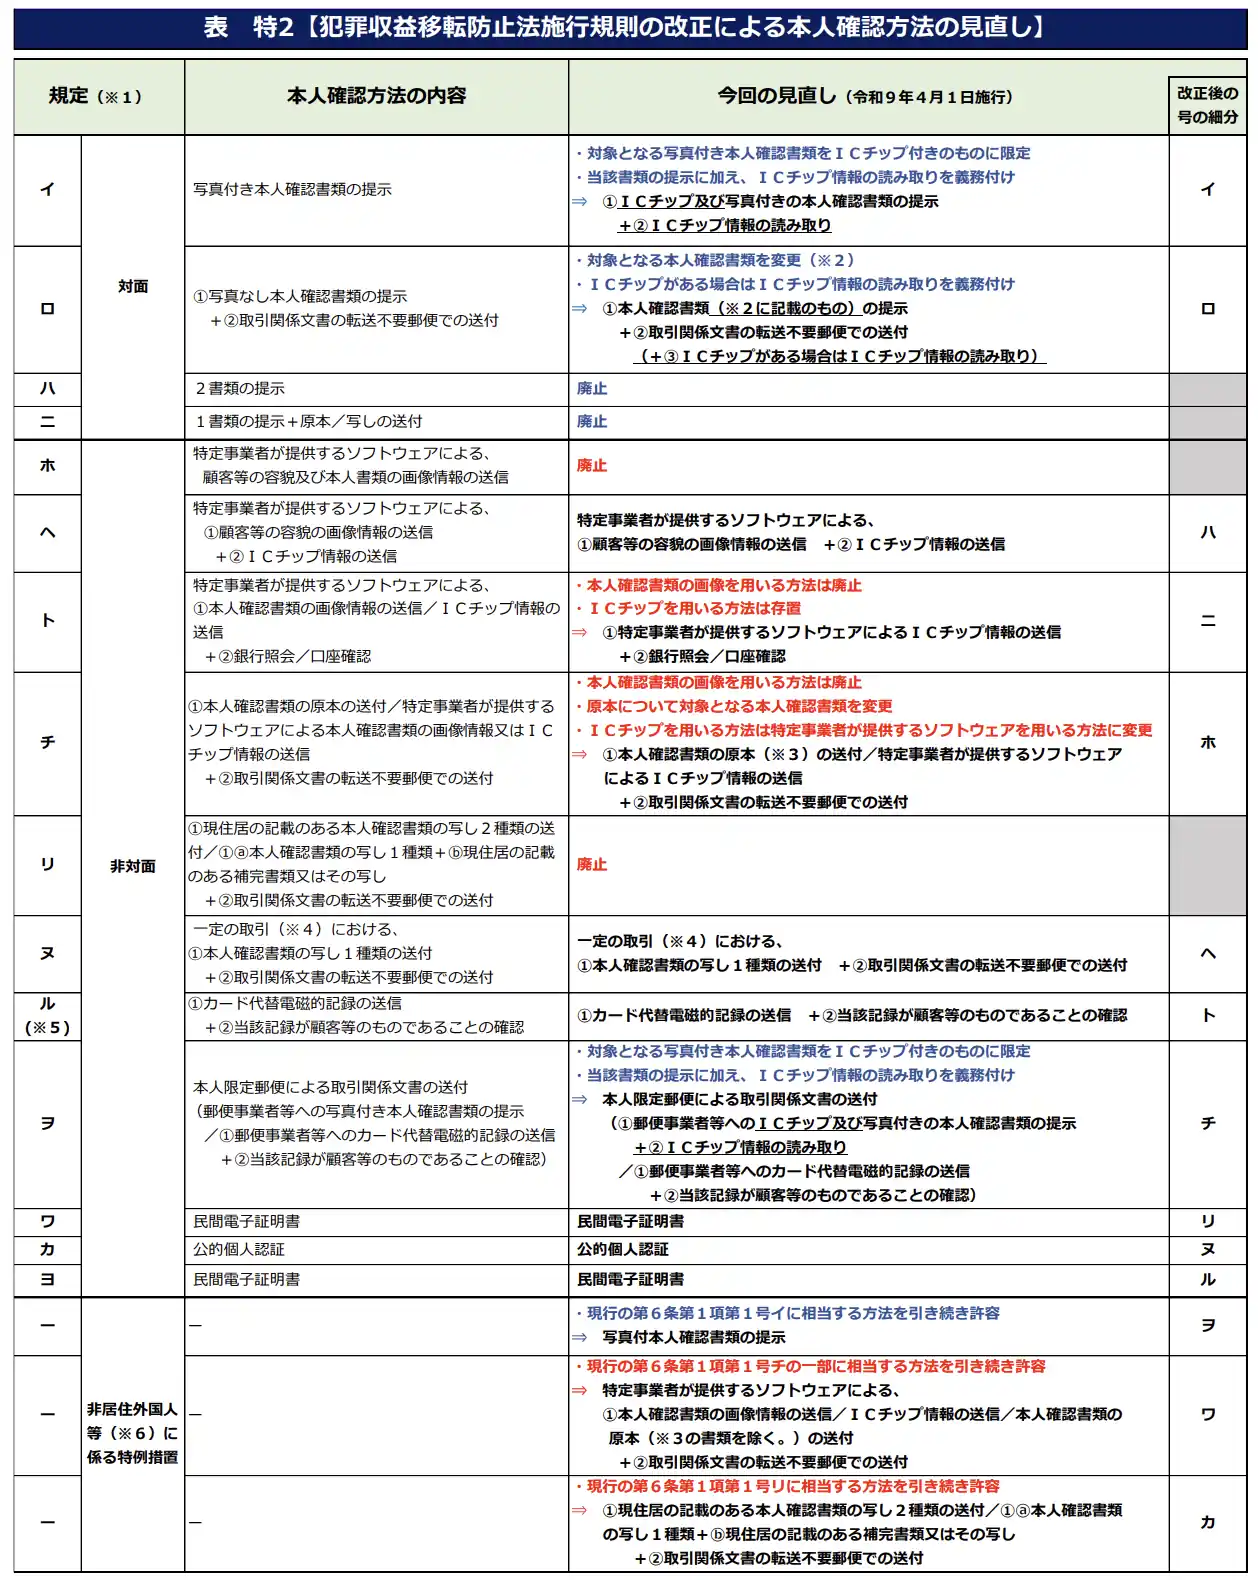 表　特2【犯罪収益移転防止法施行規則の改正による本人確認方法の見直し】
規定（※１）
本人確認方法の内容
今回の見直し（令和９年４月１日施行）
改正後の
号の細分
イ
対面
写真付き本人確認書類の提示
・対象となる写真付き本人確認書類をＩＣチップ付きのものに限定
・当該書類の提示に加え、ＩＣチップ情報の読み取りを義務付け
⇒　①ＩＣチップ及び写真付きの本人確認書類の提示
＋②ＩＣチップ情報の読み取り
イ
ロ
①写真なし本人確認書類の提示
＋②取引関係文書の転送不要郵便での送付
・対象となる本人確認書類を変更（※２）
・ＩＣチップがある場合はＩＣチップ情報の読み取りを義務付け
⇒　①本人確認書類（※２に記載のもの）の提示
＋②取引関係文書の転送不要郵便での送付
（＋③ＩＣチップがある場合はＩＣチップ情報の読み取り）
ロ
ハ
２書類の提示
廃止
ニ
１書類の提示＋原本／写しの送付
廃止
ホ
非対面
特定事業者が提供するソフトウェアによる、
顧客等の容貌及び本人書類の画像情報の送信
廃止
ヘ
特定事業者が提供するソフトウェアによる、
①顧客等の容貌の画像情報の送信
＋②ＩＣチップ情報の送信
特定事業者が提供するソフトウェアによる、
①顧客等の容貌の画像情報の送信　＋②ＩＣチップ情報の送信
ハ
ト
特定事業者が提供するソフトウェアによる、
①本人確認書類の画像情報の送信／ＩＣチップ情報の
送信
＋②銀行照会／口座確認
・本人確認書類の画像を用いる方法は廃止
・ＩＣチップを用いる方法は存置
⇒　①特定事業者が提供するソフトウェアによるＩＣチップ情報の送信
＋②銀行照会／口座確認
ニ
チ
①本人確認書類の原本の送付／特定事業者が提供する
ソフトウェアによる本人確認書類の画像情報又はＩＣ
チップ情報の送信
＋②取引関係文書の転送不要郵便での送付
・本人確認書類の画像を用いる方法は廃止
・原本について対象となる本人確認書類を変更
・ＩＣチップを用いる方法は特定事業者が提供するソフトウェアを用いる方法に変更
⇒　①本人確認書類の原本（※３）の送付／特定事業者が提供するソフトウェア
によるＩＣチップ情報の送信
＋②取引関係文書の転送不要郵便での送付
ホ
リ
①現住居の記載のある本人確認書類の写し２種類の送
付／①ⓐ本人確認書類の写し１種類＋ⓑ現住居の記載
のある補完書類又はその写し
＋②取引関係文書の転送不要郵便での送付
廃止
ヌ
一定の取引（※４）における、
①本人確認書類の写し１種類の送付
＋②取引関係文書の転送不要郵便での送付
一定の取引（※４）における、
①本人確認書類の写し１種類の送付　＋②取引関係文書の転送不要郵便での送付
ヘ
ル
（※５）
①カード代替電磁的記録の送信
＋②当該記録が顧客等のものであることの確認
①カード代替電磁的記録の送信　＋②当該記録が顧客等のものであることの確認
ト
ヲ
本人限定郵便による取引関係文書の送付
（郵便事業者等への写真付き本人確認書類の提示
／①郵便事業者等へのカード代替電磁的記録の送信
＋②当該記録が顧客等のものであることの確認）
・対象となる写真付き本人確認書類をＩＣチップ付きのものに限定
・当該書類の提示に加え、ＩＣチップ情報の読み取りを義務付け
⇒　本人限定郵便による取引関係文書の送付
（①郵便事業者等へのＩＣチップ及び写真付きの本人確認書類の提示
＋②ＩＣチップ情報の読み取り
／①郵便事業者等へのカード代替電磁的記録の送信
＋②当該記録が顧客等のものであることの確認）
チ
ワ
民間電子証明書
民間電子証明書
リ
カ
公的個人認証
公的個人認証
ヌ
ヨ
民間電子証明書
民間電子証明書
ル
ー
非居住外国人
等（※６）に
係る特例措置
ー
・現行の第６条第１項第１号イに相当する方法を引き続き許容
⇒　写真付本人確認書類の提示
ヲ
ー
ー
・現行の第６条第１項第１号チの一部に相当する方法を引き続き許容
⇒　特定事業者が提供するソフトウェアによる、
①本人確認書類の画像情報の送信／ＩＣチップ情報の送信／本人確認書類の
原本（※３の書類を除く。）の送付
＋②取引関係文書の転送不要郵便での送付
ワ
ー
ー
・現行の第６条第１項第１号リに相当する方法を引き続き許容
⇒　①現住居の記載のある本人確認書類の写し２種類の送付／①ⓐ本人確認書類
の写し１種類＋ⓑ現住居の記載のある補完書類又はその写し
＋②取引関係文書の転送不要郵便での送付
カ